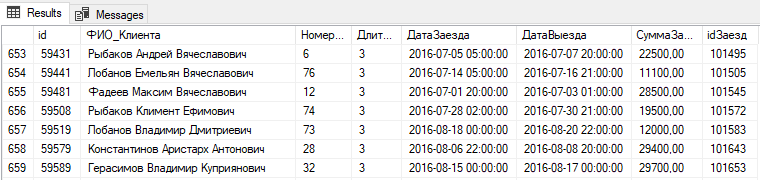 Results Messages
id ФИО_Клиента Номер... Длит... ДатаЗаезда ДатаВыезда СуммаЗа... idЗаезд
653 59431 Рыбаков Андрей Вячеславович 6 3 2016-07-05 05:00:00 2016-07-07 20:00:00 22500,00 101495
654 59441 Лобанов Емельян Вячеславович 76 3 2016-07-14 05:00:00 2016-07-16 21:00:00 11100,00 101505
655 59481 Фадеев Максим Вячеславович 12 3 2016-07-01 20:00:00 2016-07-03 01:00:00 28500,00 101545
656 59508 Рыбаков Климент Ефимович 74 3 2016-07-28 02:00:00 2016-07-30 21:00:00 19500,00 101572
657 59519 Лобанов Владимир Дмитриевич 73 3 2016-08-18 00:00:00 2016-08-20 22:00:00 12000,00 101583
658 59579 Константинов Аристарх Антонович 28 3 2016-08-06 22:00:00 2016-08-08 20:00:00 29400,00 101643
659 59589 Герасимов Владимир Куприянович 32 3 2016-08-15 00:00:00 2016-08-17 00:00:00 29700,00 101653